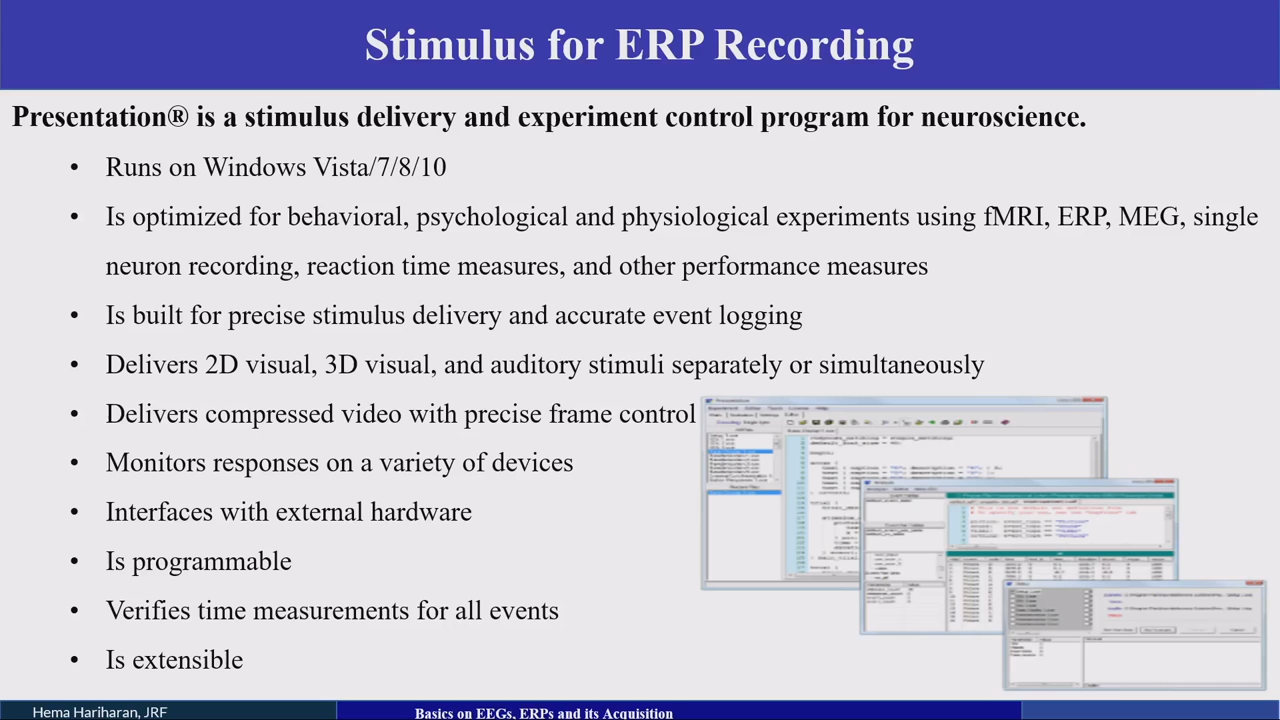 Stimulus for ERP Recording
Presentation® is a stimulus delivery and experiment control program for neuroscience.
• Runs on Windows Vista/7/8/10
• Is optimized for behavioral, psychological and physiological experiments using fMRI, ERP, MEG, single
neuron recording, reaction time measures, and other performance measures
• Is built for precise stimulus delivery and accurate event logging
• Delivers 2D visual, 3D visual, and auditory stimuli separately or simultaneously
• Delivers compressed video with precise frame control
• Monitors responses on a variety of devices
• Interfaces with external hardware
• Is programmable
• Verifies time measurements for all events
• Is extensible
Hema Hariharan, JRF
Basics on EEGs, ERPs and its Acquisition